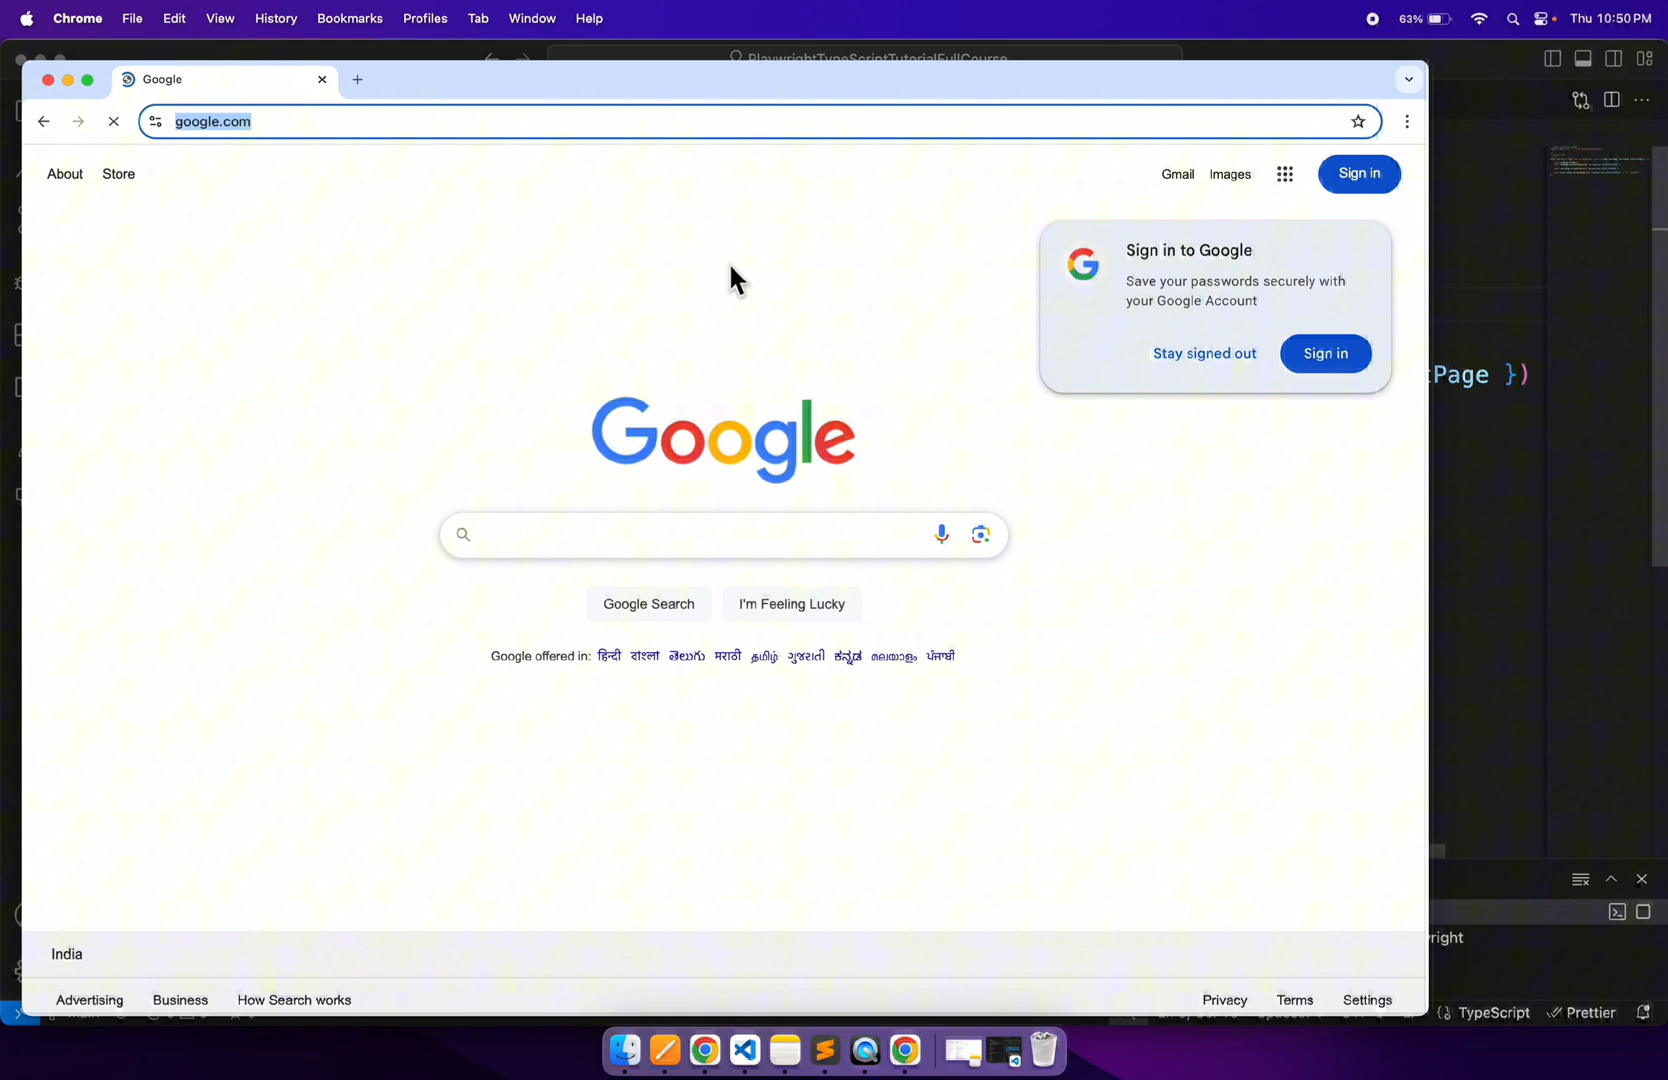 Chrome File Edit View History Bookmarks Profiles Tab Window Help 63% Thu 10:50 PM
PlaywrightTypeScriptTutorialFullCourse
Google
google.com
About Store Gmail Images Sign in
Sign in to Google
Save your passwords securely with
your Google Account
Stay signed out Sign in
Page })
Google
Google Search I'm Feeling Lucky
Google offered in: हिन्दी বাংলা తెలుగు मराठी தமிழ் ગુજરાતી ಕನ್ನಡ മലയാളം ਪੰਜਾਬੀ
right
India
Advertising Business How Search works Privacy Terms Settings
TypeScript Prettier